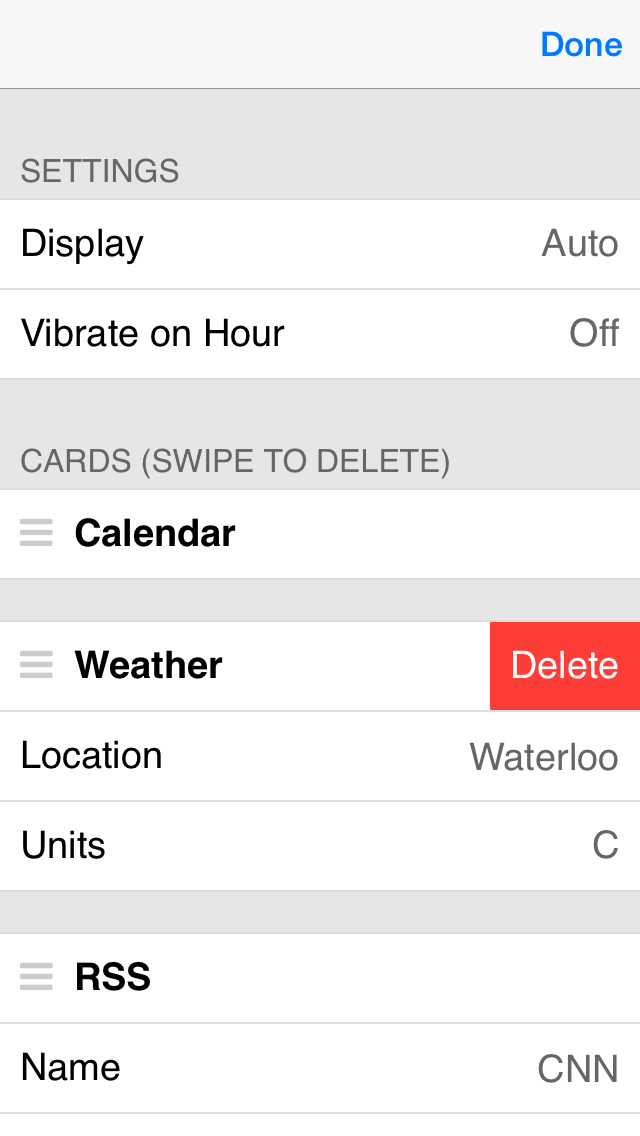 Done
SETTINGS
Display Auto
Vibrate on Hour Off
CARDS (SWIPE TO DELETE)
Calendar
Weather Delete
Location Waterloo
Units C
RSS
Name CNN